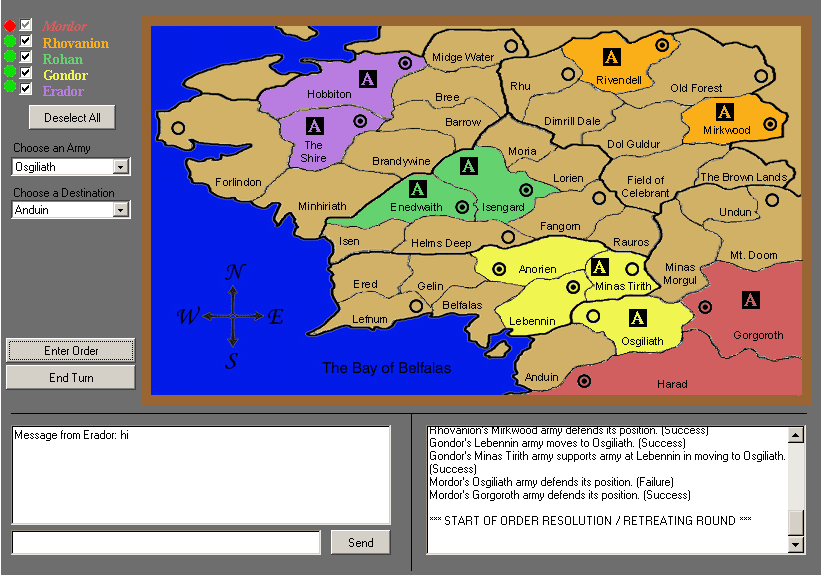 Mordor
Rhovanion
Rohan
Gondor
Erador
Deselect All
Choose an Army
Osgiliath
Choose a Destination
Anduin
Enter Order
End Turn
Midge Water
A
Rivendell
Rhu
Old Forest
A
Hobbiton
Bree
A
Mirkwood
Barrow
Dimrill Dale
A
The
Shire
Dol Guldur
Moria
Brandywine
A
Lorien
Field of
Celebrant
The Brown Lands
Forlindon
A
Enedwaith
Isengard
Minhiriath
Undun
Fangorn
Isen
Helms Deep
Rauros
Mt. Doom
N
Anorien
A
Minas
Morgul
Ered
Gelin
Minas Tirith
W
E
Lefnum
Belfalas
Lebennin
A
A
Osgiliath
Gorgoroth
S
The Bay of Belfalas
Anduin
Harad
Message from Erador: hi
Send
Rhovanion's Mirkwood army defends its position. (Success)
Gondor's Lebennin army moves to Osgiliath. (Success)
Gondor's Minas Tirith army supports army at Lebennin in moving to Osgiliath.
(Success)
Mordor's Osgiliath army defends its position. (Failure)
Mordor's Gorgoroth army defends its position. (Success)
*** START OF ORDER RESOLUTION / RETREATING ROUND ***